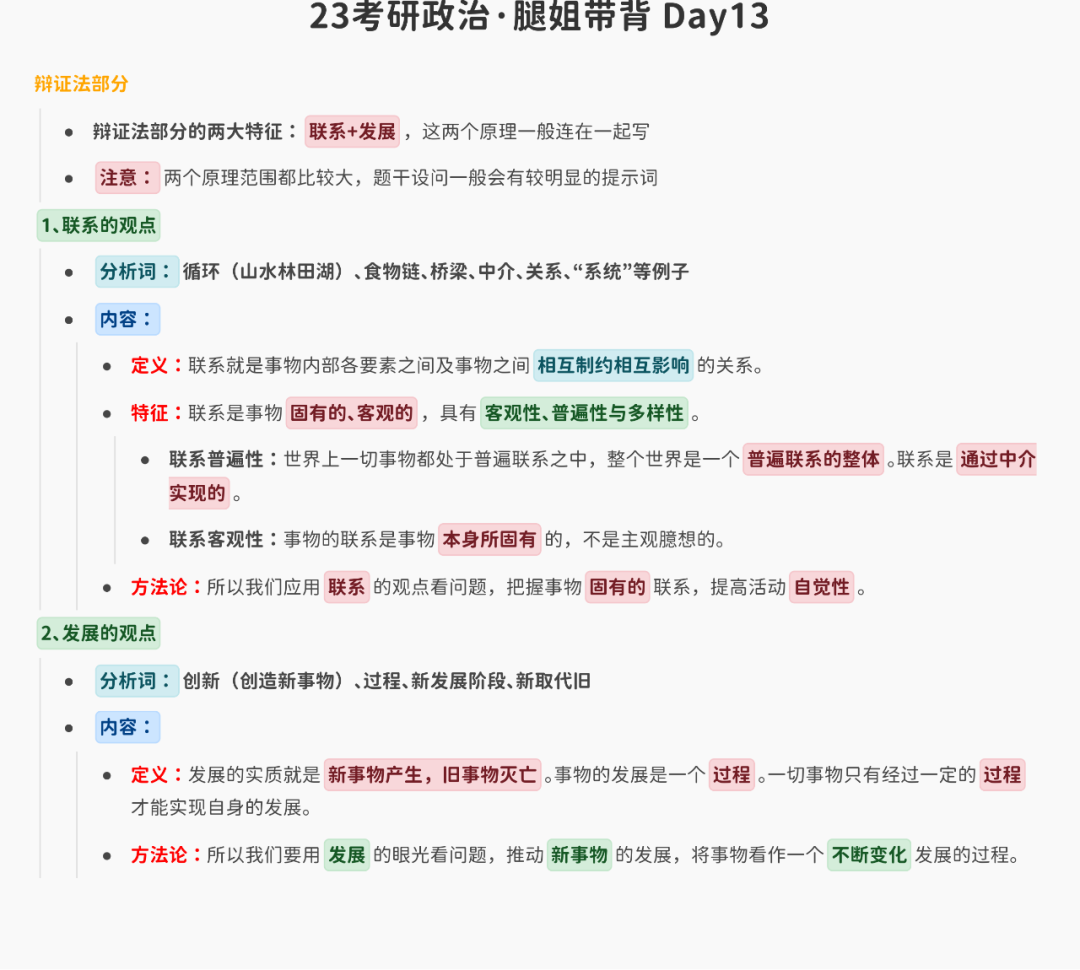 23考研政治·腿姐带背 Day13
辩证法部分
辩证法部分的两大特征：联系+发展，这两个原理一般连在一起写
注意：两个原理范围都比较大，题干设问一般会有较明显的提示词
1、联系的观点
分析词：循环（山水林田湖）、食物链、桥梁、中介、关系、“系统”等例子
内容：
定义：联系就是事物内部各要素之间及事物之间相互制约相互影响的关系。
特征：联系是事物固有的、客观的，具有客观性、普遍性与多样性。
联系普遍性：世界上一切事物都处于普遍联系之中，整个世界是一个普遍联系的整体。联系是通过中介
实现的。
联系客观性：事物的联系是事物本身所固有的，不是主观臆想的。
方法论：所以我们应用联系的观点看问题，把握事物固有的联系，提高活动自觉性。
2、发展的观点
分析词：创新（创造新事物）、过程、新发展阶段、新取代旧
内容：
定义：发展的实质就是新事物产生，旧事物灭亡。事物的发展是一个过程。一切事物只有经过一定的过程
才能实现自身的发展。
方法论：所以我们要用发展的眼光看问题，推动新事物的发展，将事物看作一个不断变化发展的过程。